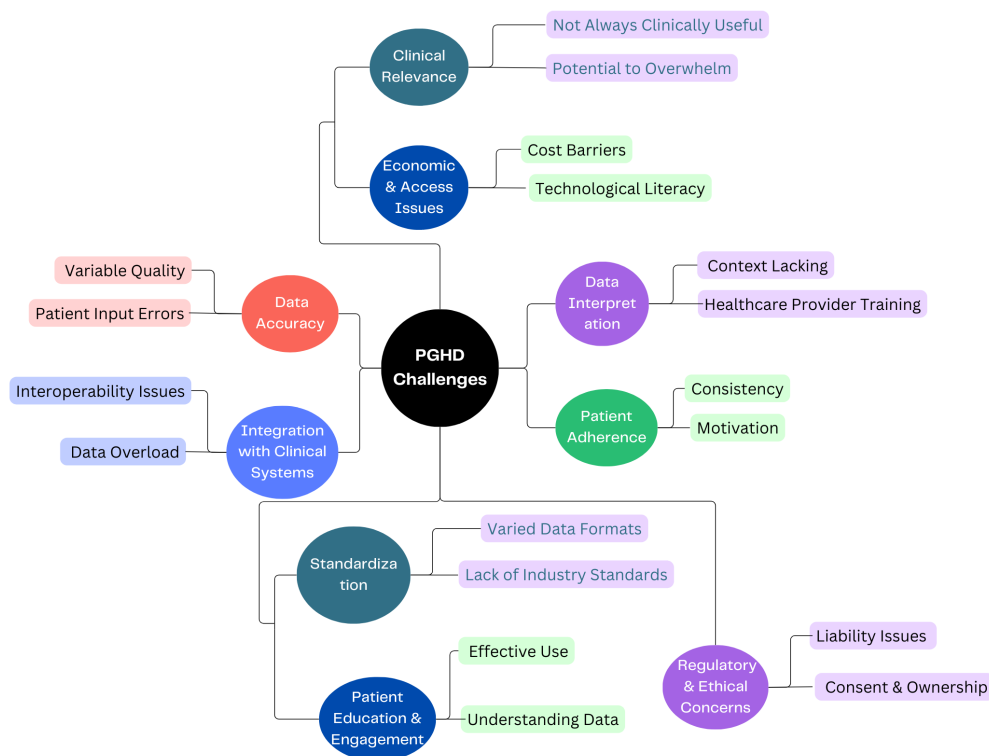 Not Always Clinically Useful
Clinical
Relevance
Potential to Overwhelm
Economic
& Access
Issues
Cost Barriers
Technological Literacy
Variable Quality
Patient Input Errors
Data
Accuracy
Data
Interpret
ation
Context Lacking
Healthcare Provider Training
PGHD
Challenges
Interoperability Issues
Data Overload
Integration
with Clinical
Systems
Patient
Adherence
Consistency
Motivation
Standardiza
tion
Varied Data Formats
Lack of Industry Standards
Patient
Education &
Engagement
Effective Use
Understanding Data
Regulatory
& Ethical
Concerns
Liability Issues
Consent & Ownership